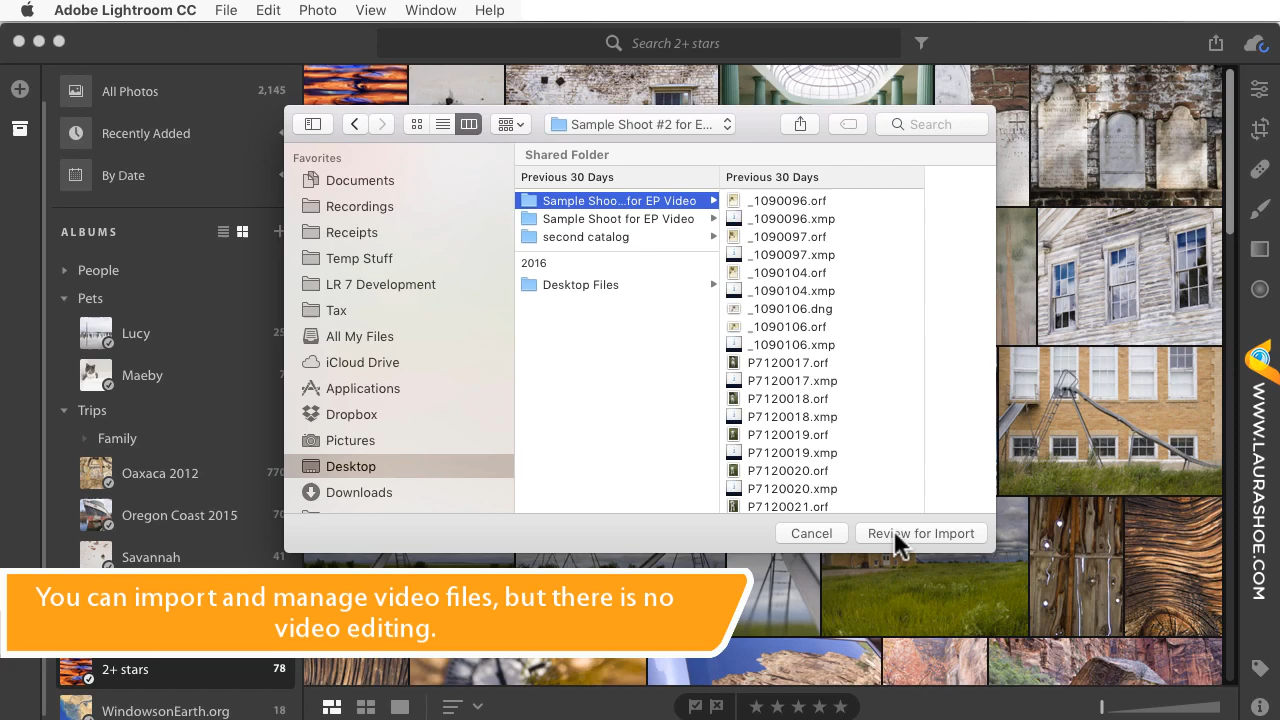 Adobe Lightroom CC File Edit Photo View Window Help
Search 2+ stars
All Photos 2,145
Recently Added
By Date
ALBUMS
People
Pets
Lucy
Maeby
Trips
Family
Oaxaca 2012 770
Oregon Coast 2015
Savannah 41
2+ stars 78
WindowsonEarth.org 18
Sample Shoot #2 for E...
Search
Favorites
Documents
Recordings
Receipts
Temp Stuff
LR 7 Development
Tax
All My Files
iCloud Drive
Applications
Dropbox
Pictures
Desktop
Downloads
Shared Folder
Previous 30 Days
Sample Shoo...for EP Video
Sample Shoot for EP Video
second catalog
2016
Desktop Files
Previous 30 Days
_1090096.orf
_1090096.xmp
_1090097.orf
_1090097.xmp
_1090104.orf
_1090104.xmp
_1090106.dng
_1090106.orf
_1090106.xmp
P7120017.orf
P7120017.xmp
P7120018.orf
P7120018.xmp
P7120019.orf
P7120019.xmp
P7120020.orf
P7120020.xmp
P7120021.orf
Cancel Review for Import
You can import and manage video files, but there is no
video editing.
WWW.LAURASHOE.COM